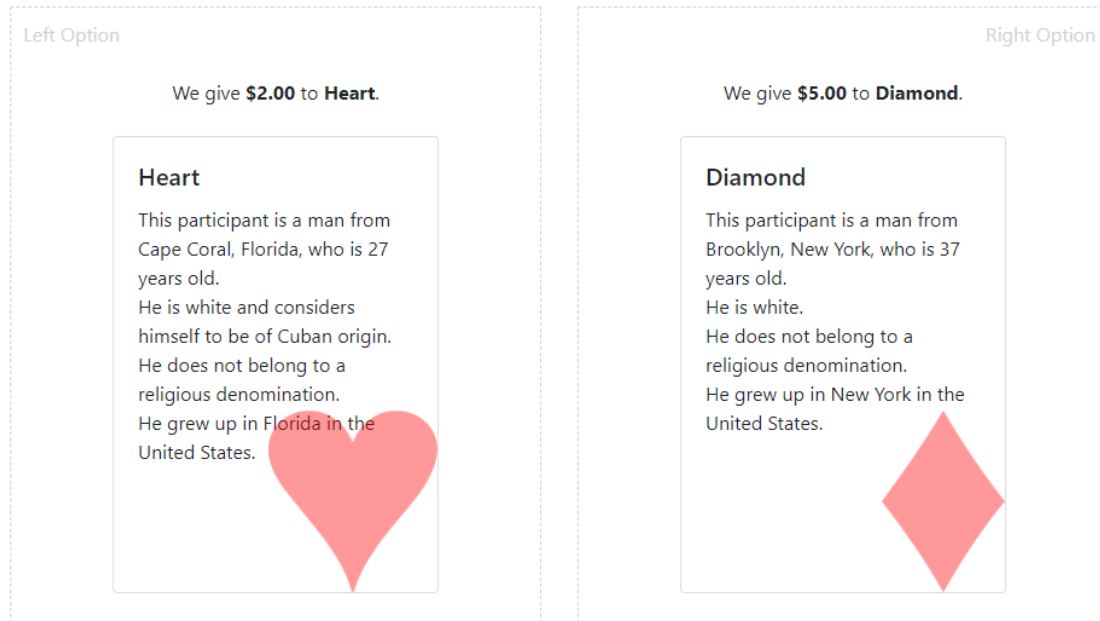 Left Option
We give $2.00 to Heart.
Heart
This participant is a man from
Cape Coral, Florida, who is 27
years old.
He is white and considers
himself to be of Cuban origin.
He does not belong to a
religious denomination.
He grew up in Florida in the
United States.
Right Option
We give $5.00 to Diamond.
Diamond
This participant is a man from
Brooklyn, New York, who is 37
years old.
He is white.
He does not belong to a
religious denomination.
He grew up in New York in the
United States.